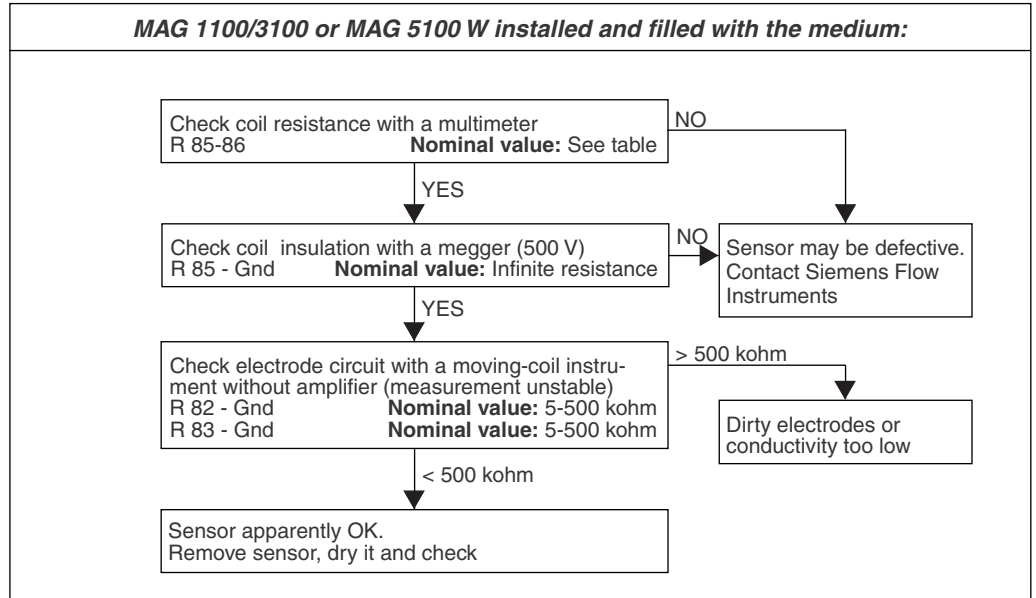 MAG 1100/3100 or MAG 5100 W installed and filled with the medium:
Check coil resistance with a multimeter
R 85-86 Nominal value: See table
NO
YES
Check coil insulation with a megger (500 V)
R 85 - Gnd Nominal value: Infinite resistance
NO
Sensor may be defective.
Contact Siemens Flow
Instruments
YES
Check electrode circuit with a moving-coil instru-
ment without amplifier (measurement unstable)
R 82 - Gnd Nominal value: 5-500 kohm
R 83 - Gnd Nominal value: 5-500 kohm
> 500 kohm
Dirty electrodes or
conductivity too low
< 500 kohm
Sensor apparently OK.
Remove sensor, dry it and check